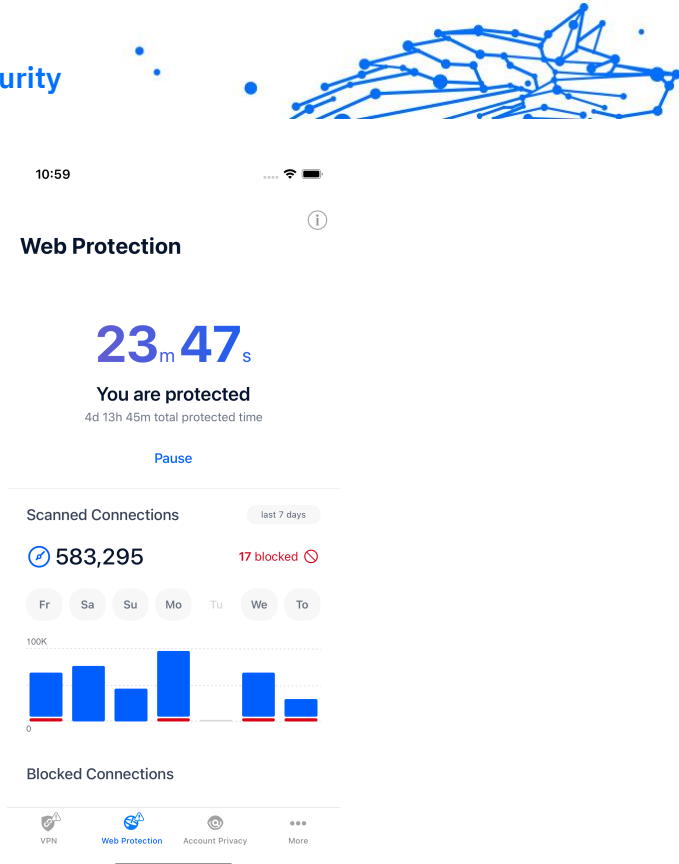 urity
10:59
Web Protection
23m 47s
You are protected
4d 13h 45m total protected time
Pause
Scanned Connections
last 7 days
583,295
17 blocked
Fr Sa Su Mo Tu We To
100K
0
Blocked Connections
VPN Web Protection Account Privacy More